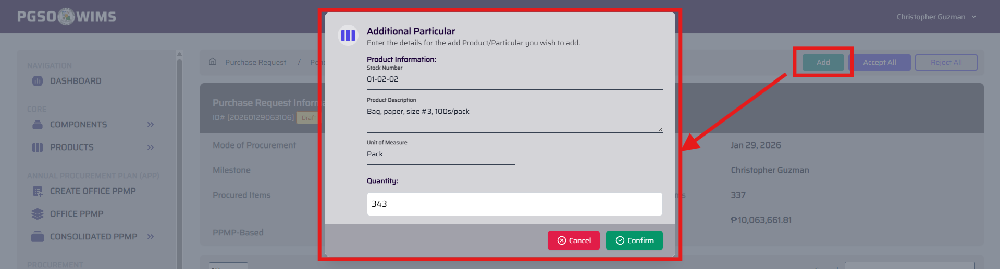 PGSO WIMS
Christopher Guzman
NAVIGATION
DASHBOARD
CORE
COMPONENTS
PRODUCTS
ANNUAL PROCUREMENT PLAN (APP)
CREATE OFFICE PPMP
OFFICE PPMP
CONSOLIDATED PPMP
PROCUREMENT
Purchase Request /
Add
Accept All
Reject All
Purchase Request
ID# [20260129063106] Draft
Mode of Procurement
Jan 29, 2026
Milestone
Christopher Guzman
Procured Items
337
₱10,063,661.81
PPMP-Based
Additional Particular
Enter the details for the add Product/Particular you wish to add.
Product Information:
Stock Number
01-02-02
Product Description
Bag, paper, size #3, 100s/pack
Unit of Measure
Pack
Quantity:
343
Cancel
Confirm